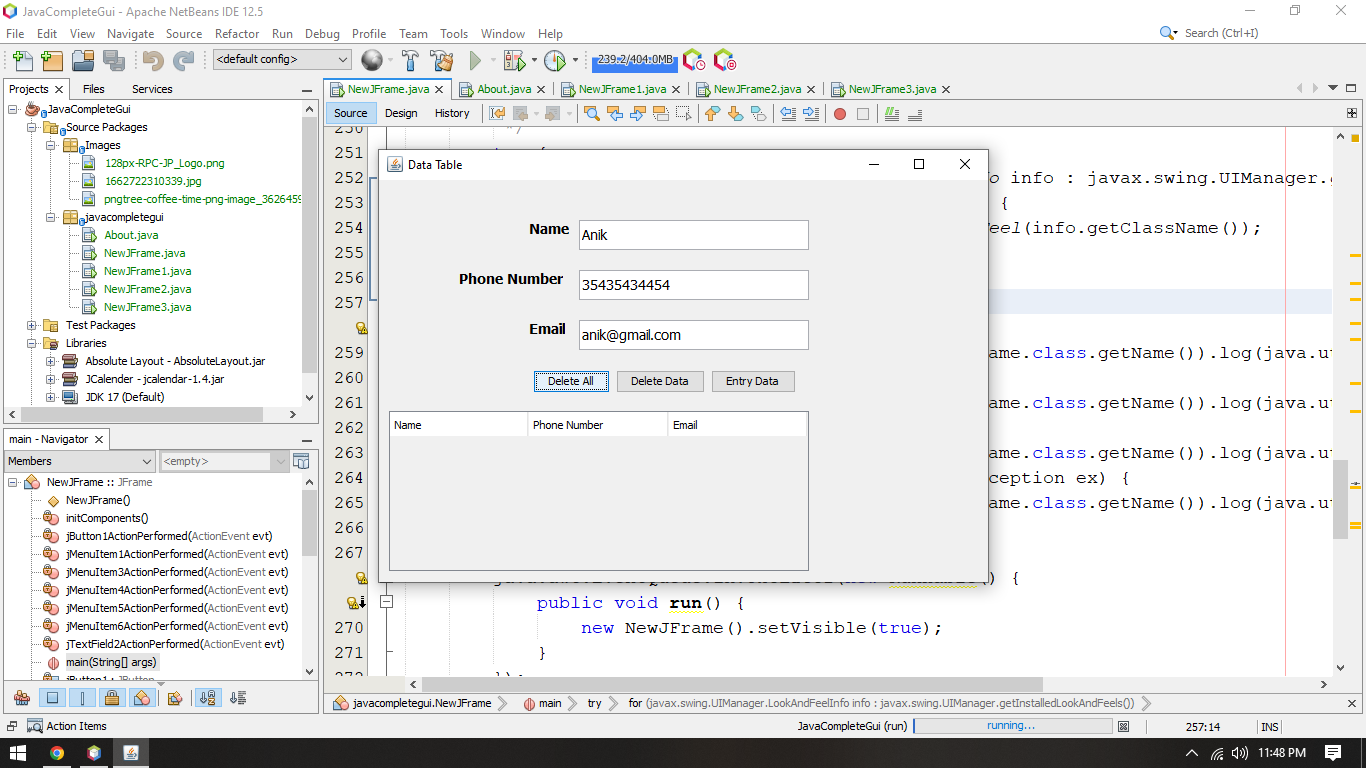 JavaCompleteGui - Apache NetBeans IDE 12.5
File Edit View Navigate Source Refactor Run Debug Profile Team Tools Window Help
Search (Ctrl+I)
<default config>
239.2/404.0MB
Projects Files Services
JavaCompleteGui
Source Packages
Images
128px-RPC-JP_Logo.png
1662722310339.jpg
pngtree-coffee-time-png-image_3626459
javacompletegui
About.java
NewJFrame.java
NewJFrame1.java
NewJFrame2.java
NewJFrame3.java
Test Packages
Libraries
Absolute Layout - AbsoluteLayout.jar
JCalender - jcalendar-1.4.jar
JDK 17 (Default)
main - Navigator
Members
<empty>
NewJFrame :: JFrame
NewJFrame()
initComponents()
jButton1ActionPerformed(ActionEvent evt)
jMenuItem1ActionPerformed(ActionEvent evt)
jMenuItem3ActionPerformed(ActionEvent evt)
jMenuItem4ActionPerformed(ActionEvent evt)
jMenuItem5ActionPerformed(ActionEvent evt)
jMenuItem6ActionPerformed(ActionEvent evt)
jTextField2ActionPerformed(ActionEvent evt)
main(String[] args)
jButton1 : JButton
NewJFrame.java About.java NewJFrame1.java NewJFrame2.java NewJFrame3.java
Source Design History
250 */
251
252 info : javax.swing.UIManager.
253 {
254 eel(info.getClassName());
255
256
257
259 ame.class.getName()).log(java.u
260
261 ame.class.getName()).log(java.u
262
263 ame.class.getName()).log(java.u
264 ception ex) {
265 ame.class.getName()).log(java.u
266
267
() {
public void run() {
270 new NewJFrame().setVisible(true);
271 }
272 });
Data Table
Name Anik
Phone Number 35435434454
Email anik@gmail.com
Delete All Delete Data Entry Data
Name Phone Number Email
javacompletegui.NewJFrame main try for (javax.swing.UIManager.LookAndFeelInfo info : javax.swing.UIManager.getInstalledLookAndFeels())
Action Items
JavaCompleteGui (run) running... 257:14 INS
11:48 PM